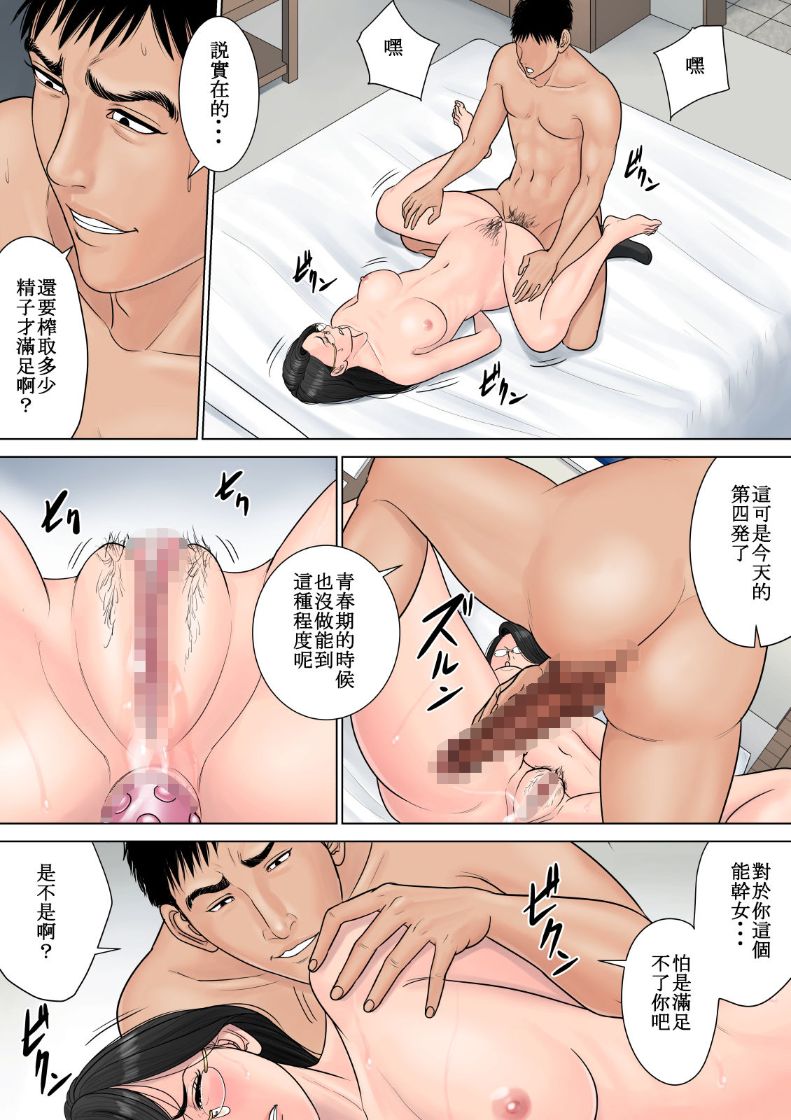 嘿
嘿
ビクン
ビクン
ビクン
説實在的・・・
還要榨取多少
精子才滿足啊？
這可是今天的
第四発了
ズルン
青春期的時候
也沒做能到
這種程度呢
ビク
ビク
對於你這個
能幹女・・・
怕是滿足
不了你吧
ビクン
是不是啊？
ビクン